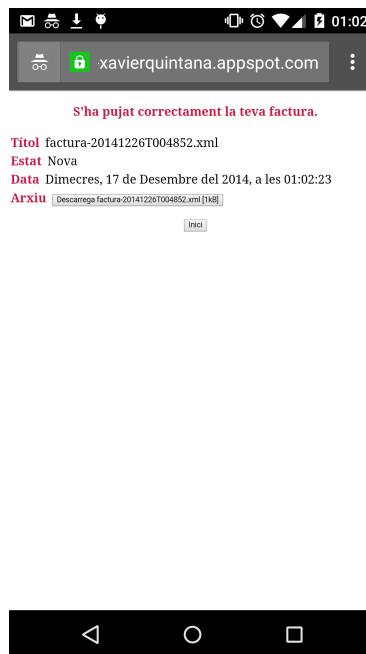 01:02
·xavierquintana.appspot.com
S'ha pujat correctament la teva factura.
Títol factura-20141226T004852.xml
Estat Nova
Data Dimecres, 17 de Desembre del 2014, a les 01:02:23
Arxiu Descarrega factura-20141226T004852.xml [1kB]
Inici